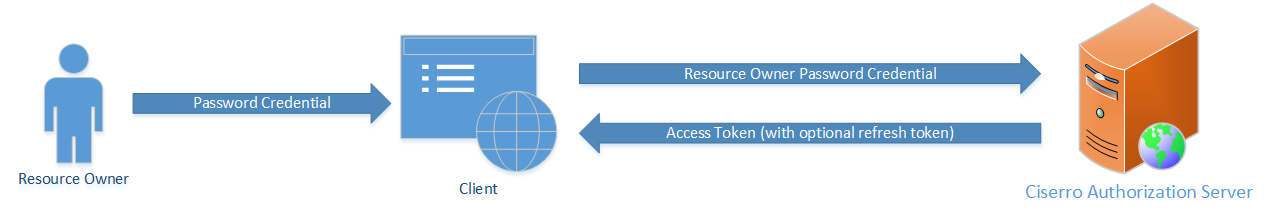 Resource Owner Password Credential
Password Credential
Access Token (with optional refresh token)
Resource Owner
Client
Ciserro Authorization Server